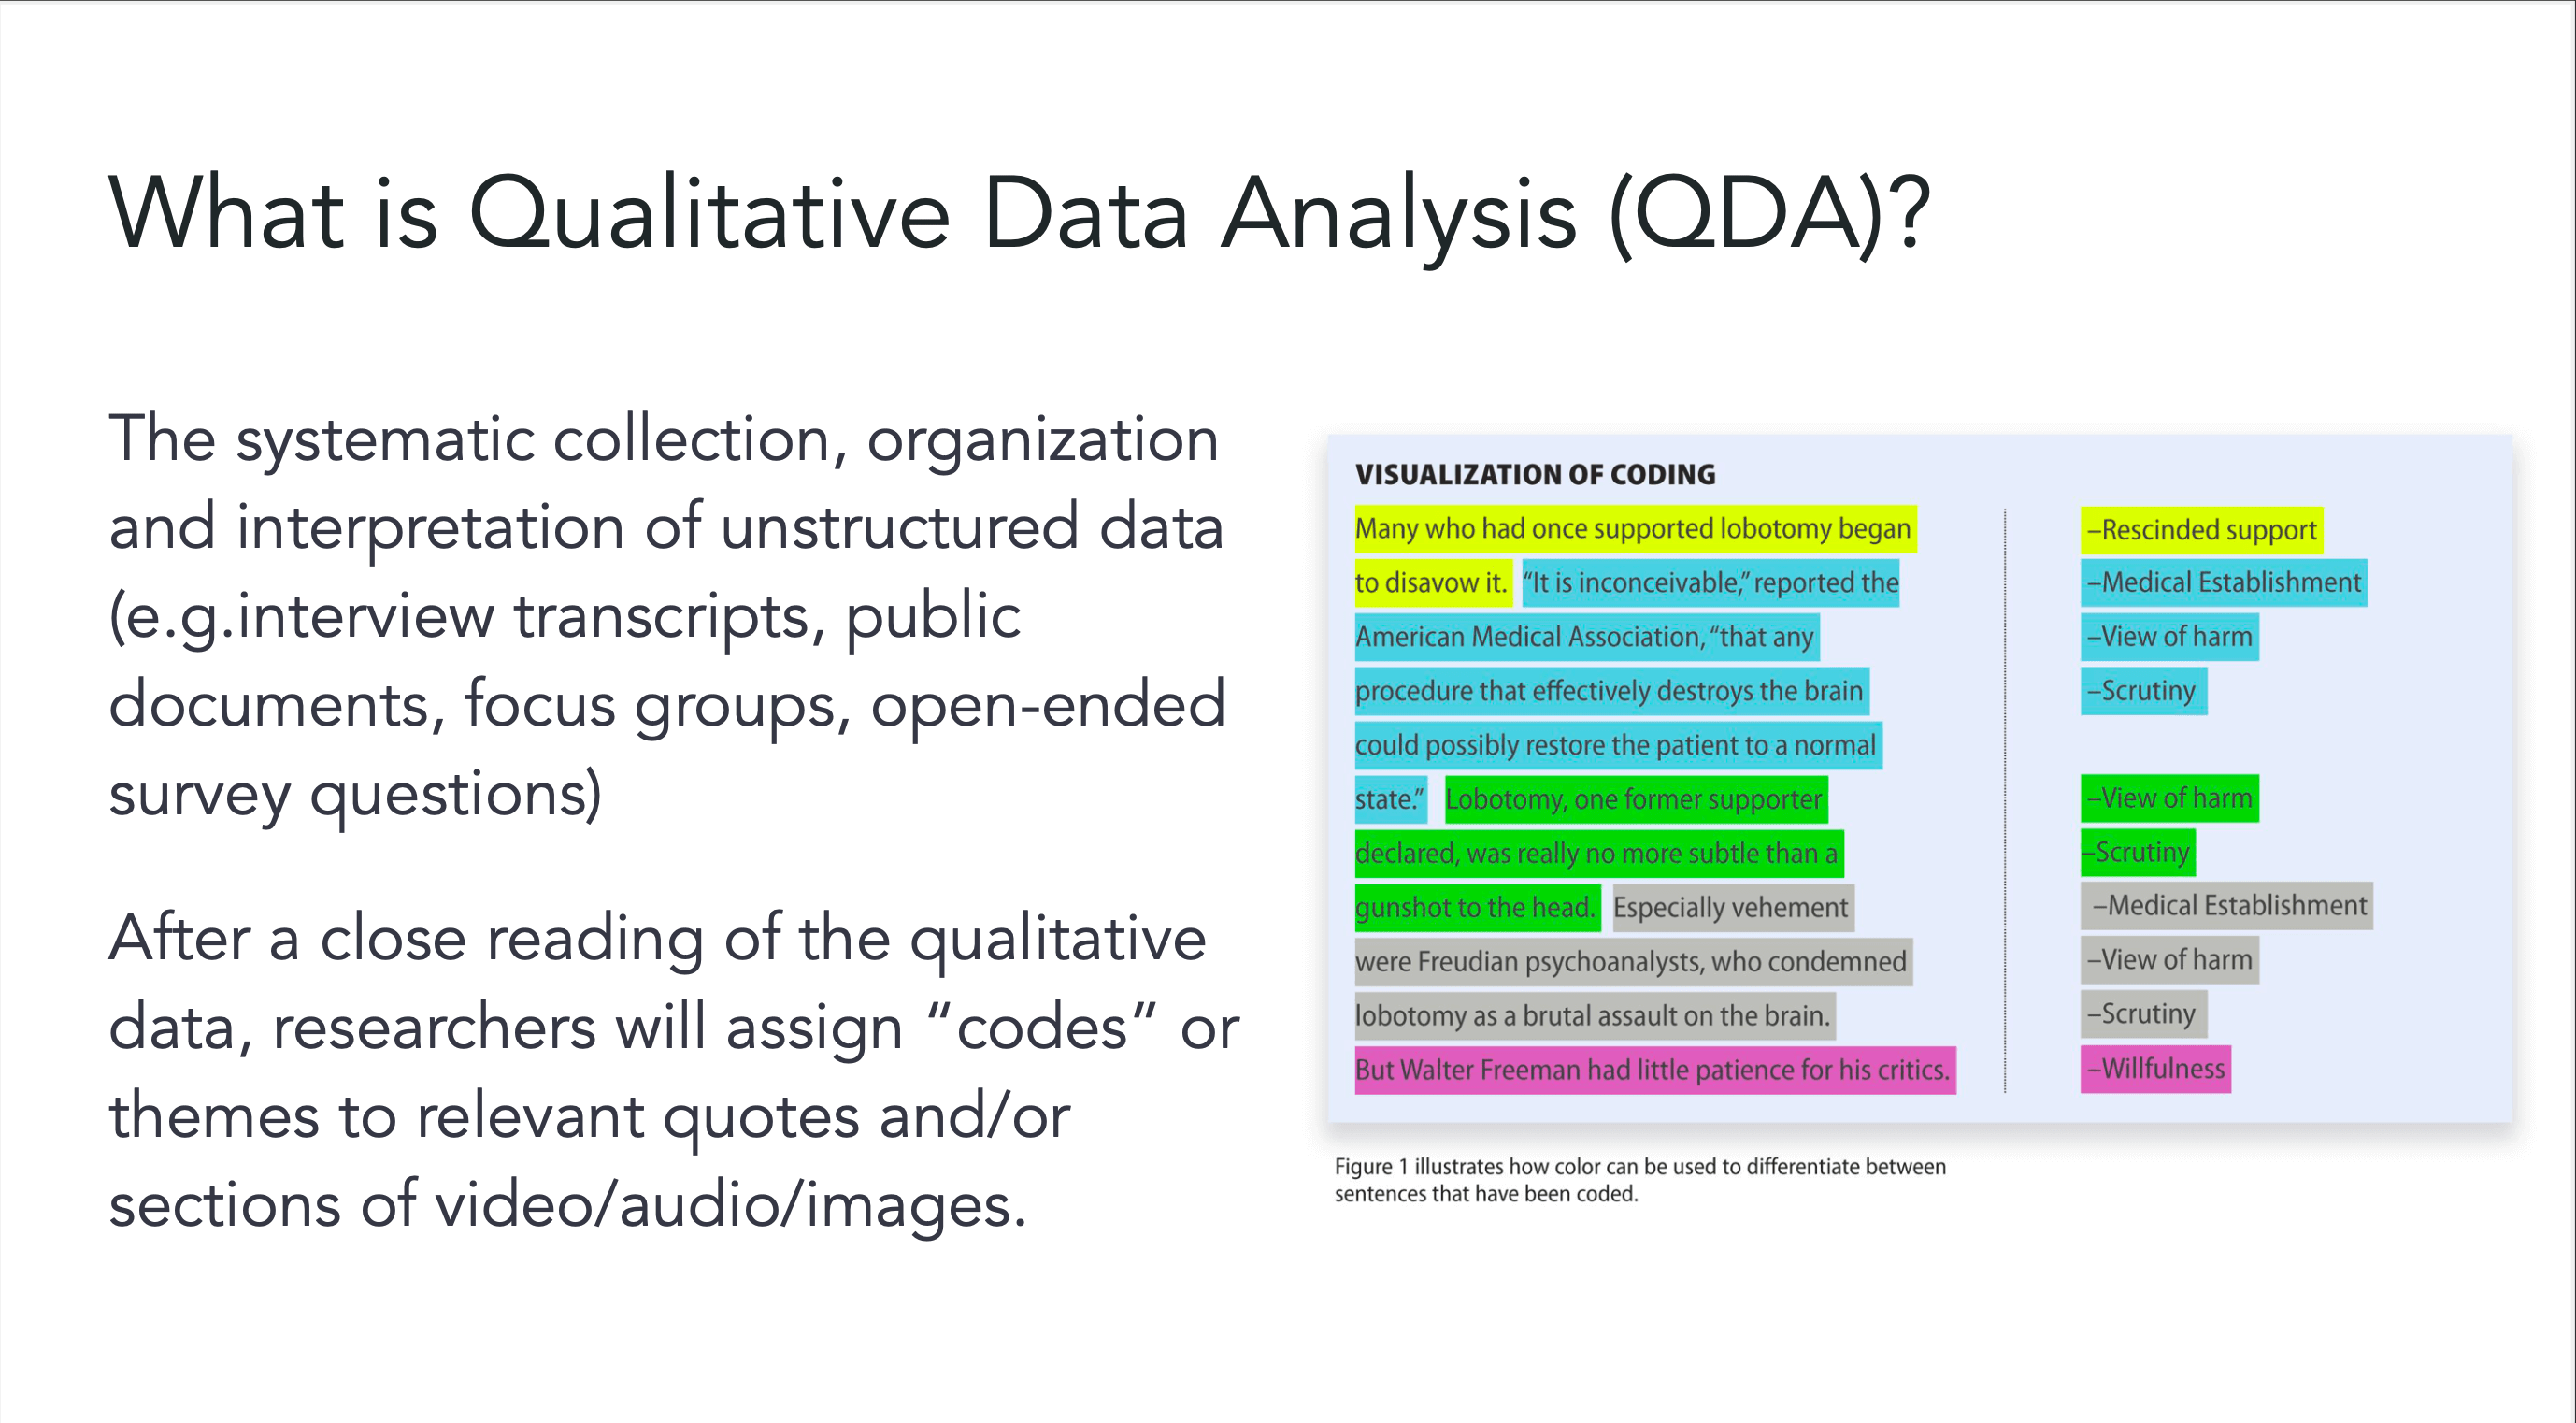 What is Qualitative Data Analysis (QDA)?
The systematic collection, organization
and interpretation of unstructured data
(e.g.interview transcripts, public
documents, focus groups, open-ended
survey questions)
After a close reading of the qualitative
data, researchers will assign “codes” or
themes to relevant quotes and/or
sections of video/audio/images.
VISUALIZATION OF CODING
Many who had once supported lobotomy began
to disavow it. “It is inconceivable,” reported the
American Medical Association, “that any
procedure that effectively destroys the brain
could possibly restore the patient to a normal
state.” Lobotomy, one former supporter
declared, was really no more subtle than a
gunshot to the head. Especially vehement
were Freudian psychoanalysts, who condemned
lobotomy as a brutal assault on the brain.
But Walter Freeman had little patience for his critics.
–Rescinded support
–Medical Establishment
–View of harm
–Scrutiny
–View of harm
–Scrutiny
–Medical Establishment
–View of harm
–Scrutiny
–Willfulness
Figure 1 illustrates how color can be used to differentiate between
sentences that have been coded.